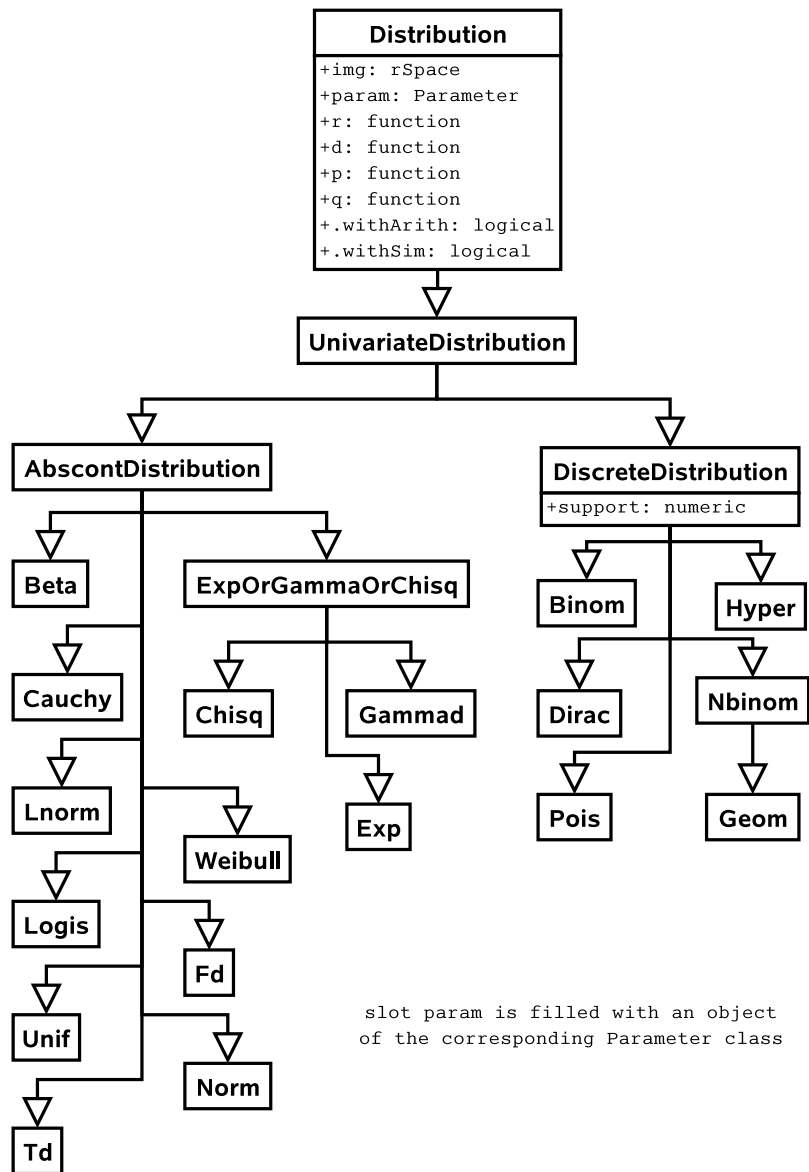 Distribution
+img: rSpace
+param: Parameter
+r: function
+d: function
+p: function
+q: function
+.withArith: logical
+.withSim: logical
UnivariateDistribution
AbscontDistribution
DiscreteDistribution
+support: numeric
Beta
ExpOrGammaOrChisq
Binom
Hyper
Cauchy
Chisq
Gammad
Dirac
Nbinom
Lnorm
Weibull
Exp
Pois
Geom
Logis
Fd
Unif
Norm
Td
slot param is filled with an object
of the corresponding Parameter class